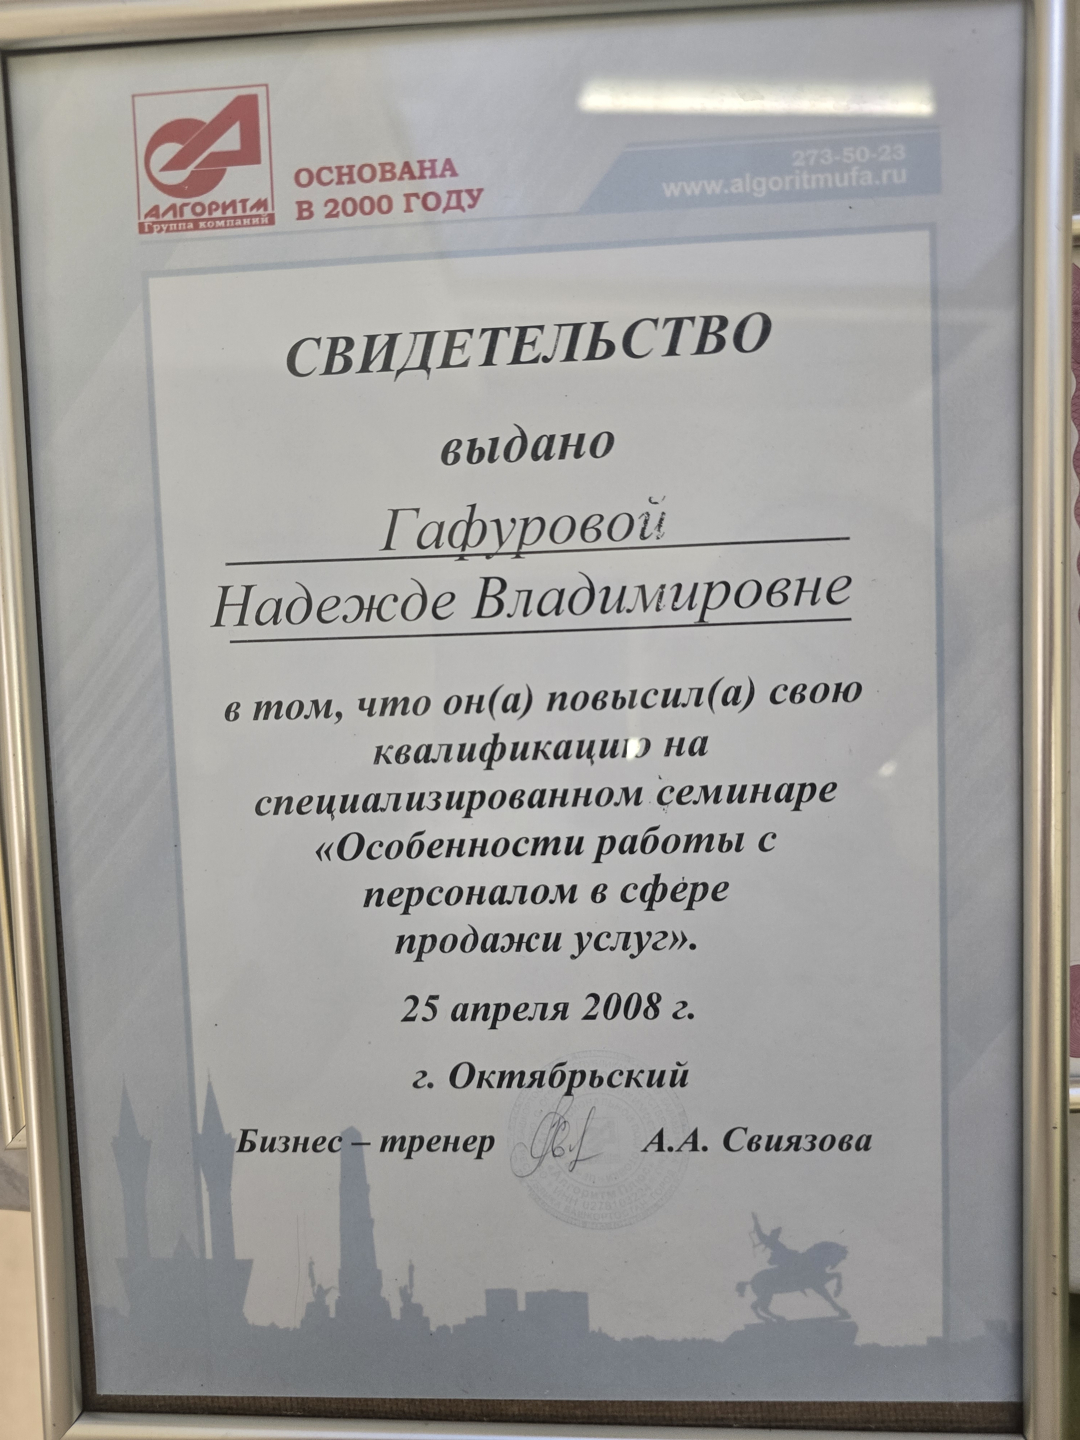 АЛГОРИТМ
Группа компаний
ОСНОВАНА
В 2000 ГОДУ
273-50-23
www.algoritmufa.ru
СВИДЕТЕЛЬСТВО
выдано
Гафуровой
Надежде Владимировне
в том, что он(а) повысил(а) свою
квалификацию на
специализированном семинаре
«Особенности работы с
персоналом в сфере
продажи услуг».
25 апреля 2008 г.
г. Октябрьский
Бизнес – тренер А.А. Свиязова